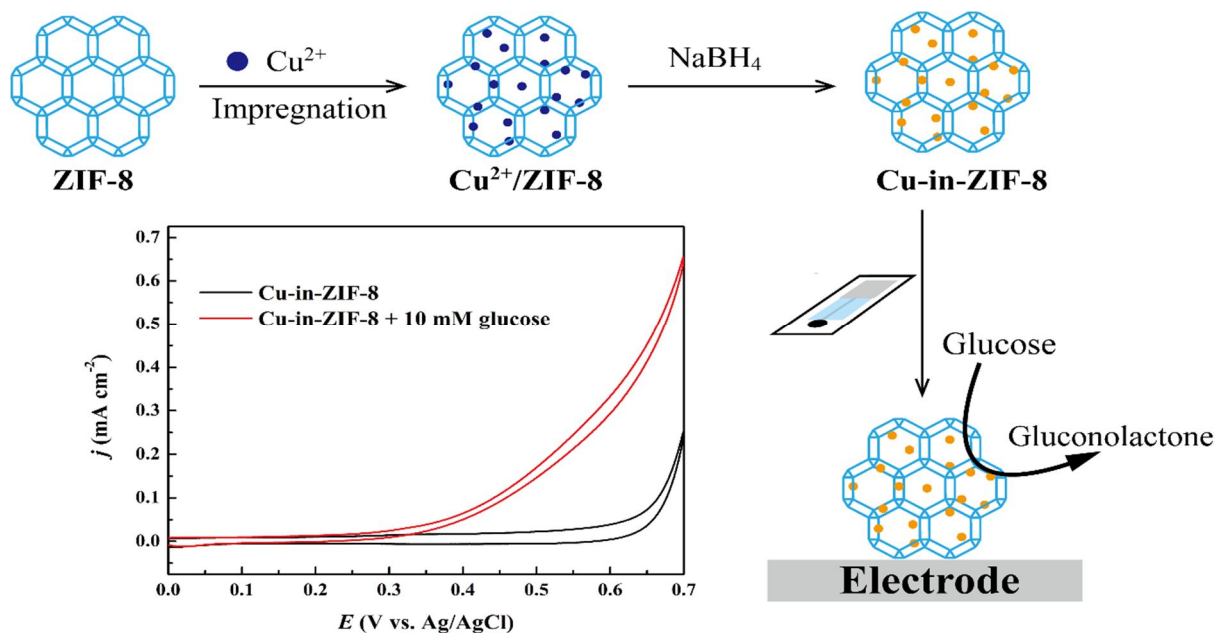 Cu²⁺
Impregnation
NaBH₄
ZIF-8
Cu²⁺/ZIF-8
Cu-in-ZIF-8
0.7
0.6
0.5
0.4
0.3
0.2
0.1
0.0
j (mA cm⁻²)
Cu-in-ZIF-8
Cu-in-ZIF-8 + 10 mM glucose
0.0 0.1 0.2 0.3 0.4 0.5 0.6 0.7
E (V vs. Ag/AgCl)
Glucose
Gluconolactone
Electrode